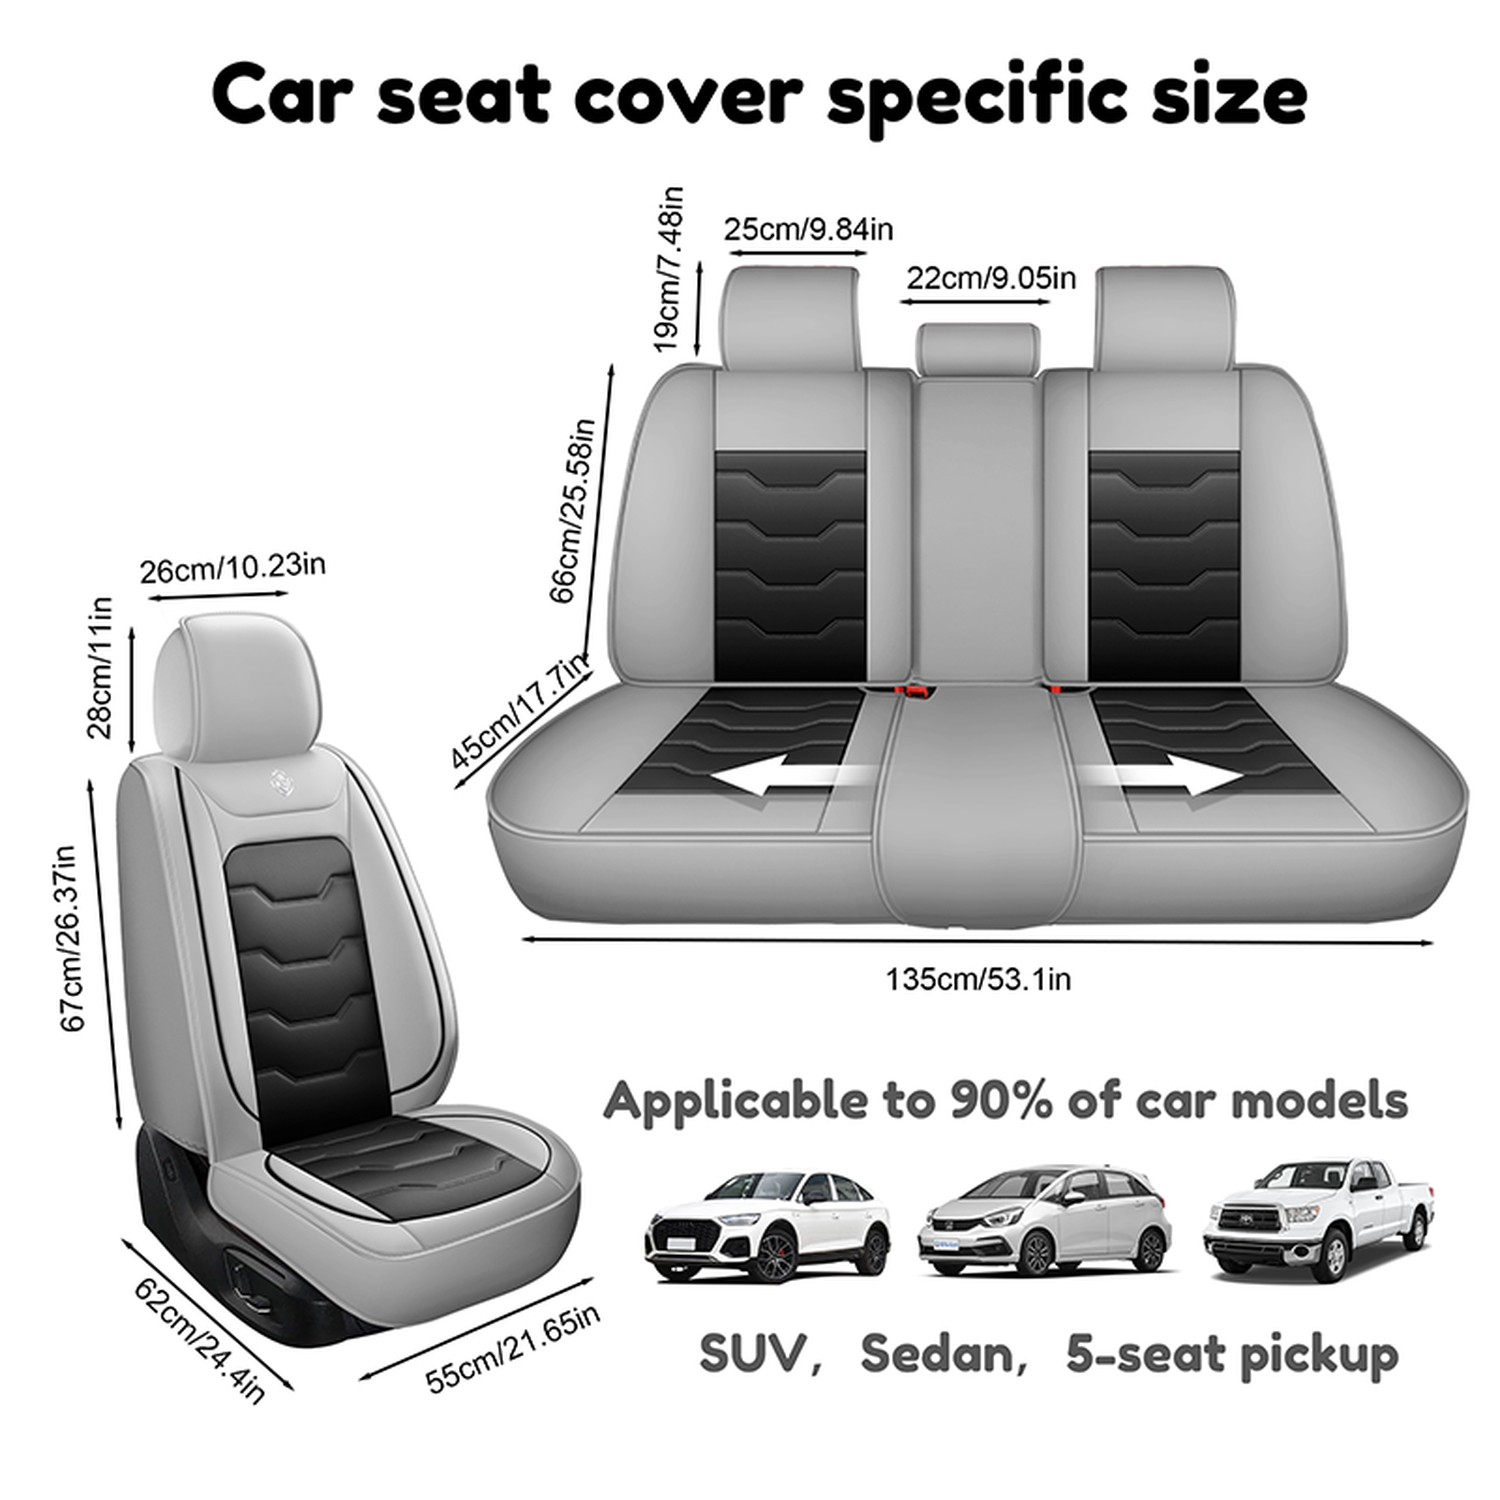 Car seat cover specific size
19cm/7.48in
25cm/9.84in
22cm/9.05in
66cm/25.58in
45cm/17.7in
135cm/53.1in
26cm/10.23in
28cm/11in
67cm/26.37in
62cm/24.4in
55cm/21.65in
Applicable to 90% of car models
SUV, Sedan, 5-seat pickup